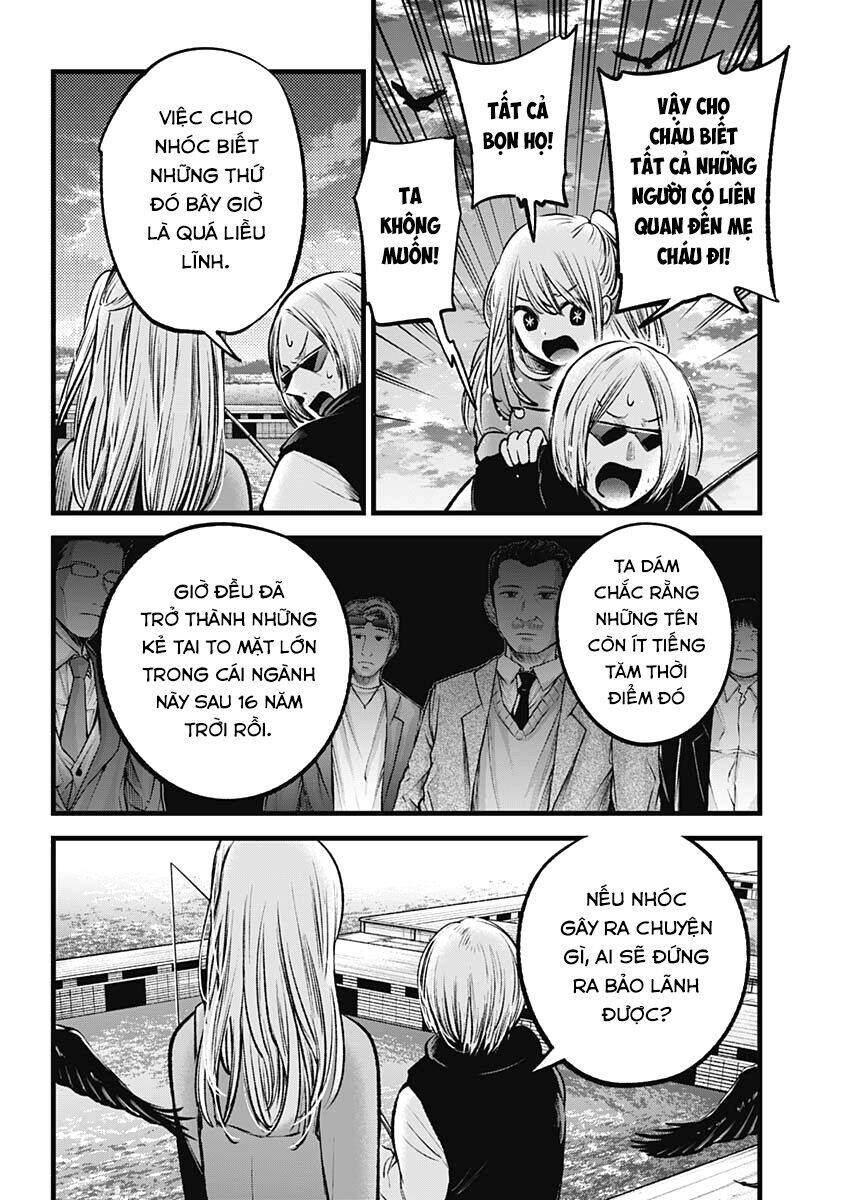 VẬY CHO
CHÁU BIẾT
TẤT CẢ NHỮNG
NGƯỜI CÓ LIÊN
QUAN ĐẾN MẸ
CHÁU ĐI!
TẤT CẢ
BỌN HỌ!
TA
KHÔNG
MUỐN!
VIỆC CHO
NHÓC BIẾT
NHỮNG THỨ
ĐÓ BÂY GIỜ
LÀ QUÁ LIỀU
LĨNH.
TA DÁM
CHẮC RẰNG
NHỮNG TÊN
CÒN ÍT TIẾNG
TĂM THỜI
ĐIỂM ĐÓ
GIỜ ĐỀU ĐÃ
TRỞ THÀNH NHỮNG
KẺ TAI TO MẶT LỚN
TRONG CÁI NGÀNH
NÀY SAU 16 NĂM
TRỜI RỒI.
NẾU NHÓC
GÂY RA CHUYỆN
GÌ, AI SẼ ĐỨNG
RA BẢO LÃNH
ĐƯỢC?